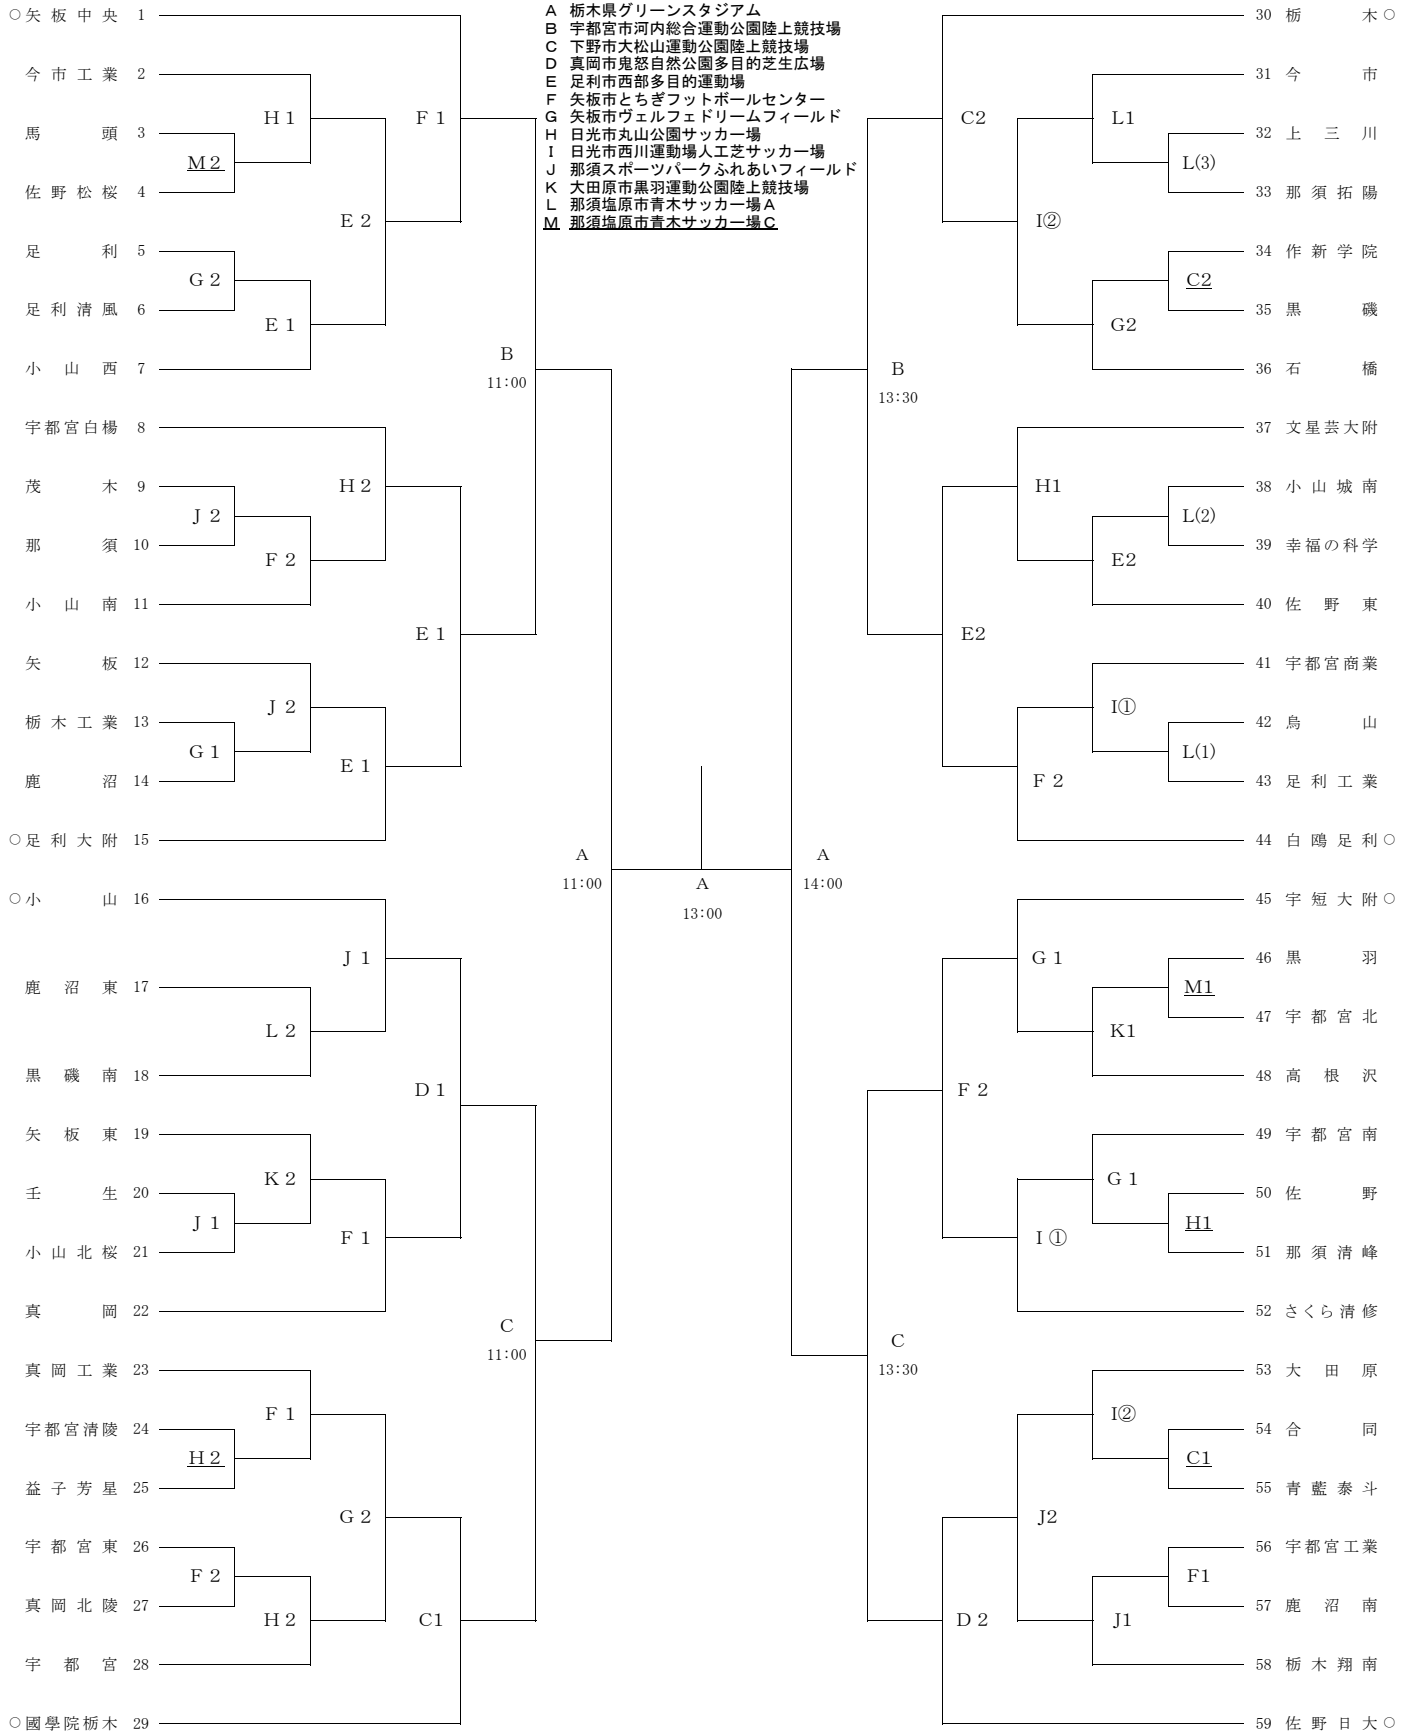 A 栃木県グリーンスタジアム
B 宇都宮市河内総合運動公園陸上競技場
C 下野市大松山運動公園陸上競技場
D 真岡市鬼怒自然公園多目的芝生広場
E 足利市西部多目的運動場
F 矢板市とちぎフットボールセンター
G 矢板市ヴェルフェドリームフィールド
H 日光市丸山公園サッカー場
I 日光市西川運動場人工芝サッカー場
J 那須スポーツパークふれあいフィールド
K 大田原市黒羽運動公園陸上競技場
L 那須塩原市青木サッカー場A
M 那須塩原市青木サッカー場C
○矢板中央 1
今市工業 2
馬頭 3
佐野松桜 4
足利 5
足利清風 6
小山西 7
宇都宮白楊 8
茂木 9
那須 10
小山南 11
矢板 12
栃木工業 13
鹿沼 14
○足利大附 15
○小山 16
鹿沼東 17
黒磯南 18
矢板東 19
壬生 20
小山北桜 21
真岡 22
真岡工業 23
宇都宮清陵 24
益子芳星 25
宇都宮東 26
真岡北陵 27
宇都宮 28
○國學院栃木 29
M2
G2
J2
G1
J1
H2
F2
H1
E1
F2
J2
L2
K2
F1
H2
E2
H2
E1
J1
F1
G2
F1
E1
D1
C1
B
11:00
C
11:00
A
11:00
A
13:00
A
14:00
B
13:30
C
13:30
C2
E2
F2
D2
I②
H1
F2
G1
I①
J2
L1
G2
E2
I①
K1
G1
I②
J1
L(3)
C2
L(2)
L(1)
M1
H1
C1
F1
30 栃木○
31 今市
32 上三川
33 那須拓陽
34 作新学院
35 黒磯
36 石橋
37 文星芸大附
38 小山城南
39 幸福の科学
40 佐野東
41 宇都宮商業
42 烏山
43 足利工業
44 白鴎足利○
45 宇短大附○
46 黒羽
47 宇都宮北
48 高根沢
49 宇都宮南
50 佐野
51 那須清峰
52 さくら清修
53 大田原
54 合同
55 青藍泰斗
56 宇都宮工業
57 鹿沼南
58 栃木翔南
59 佐野日大○